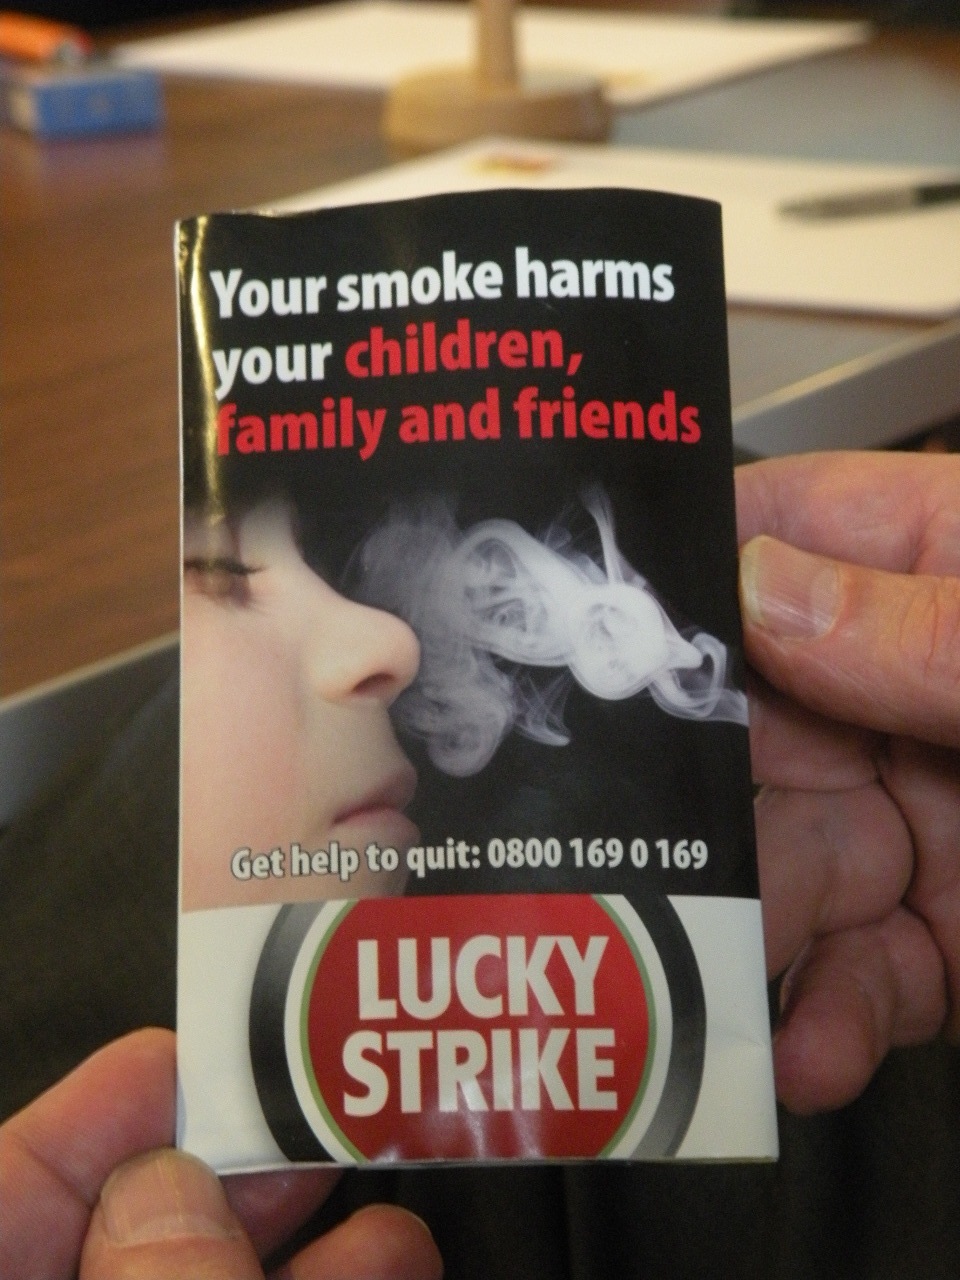 Your smoke harms
your children,
family and friends
Get help to quit: 0800 169 0 169
LUCKY
STRIKE